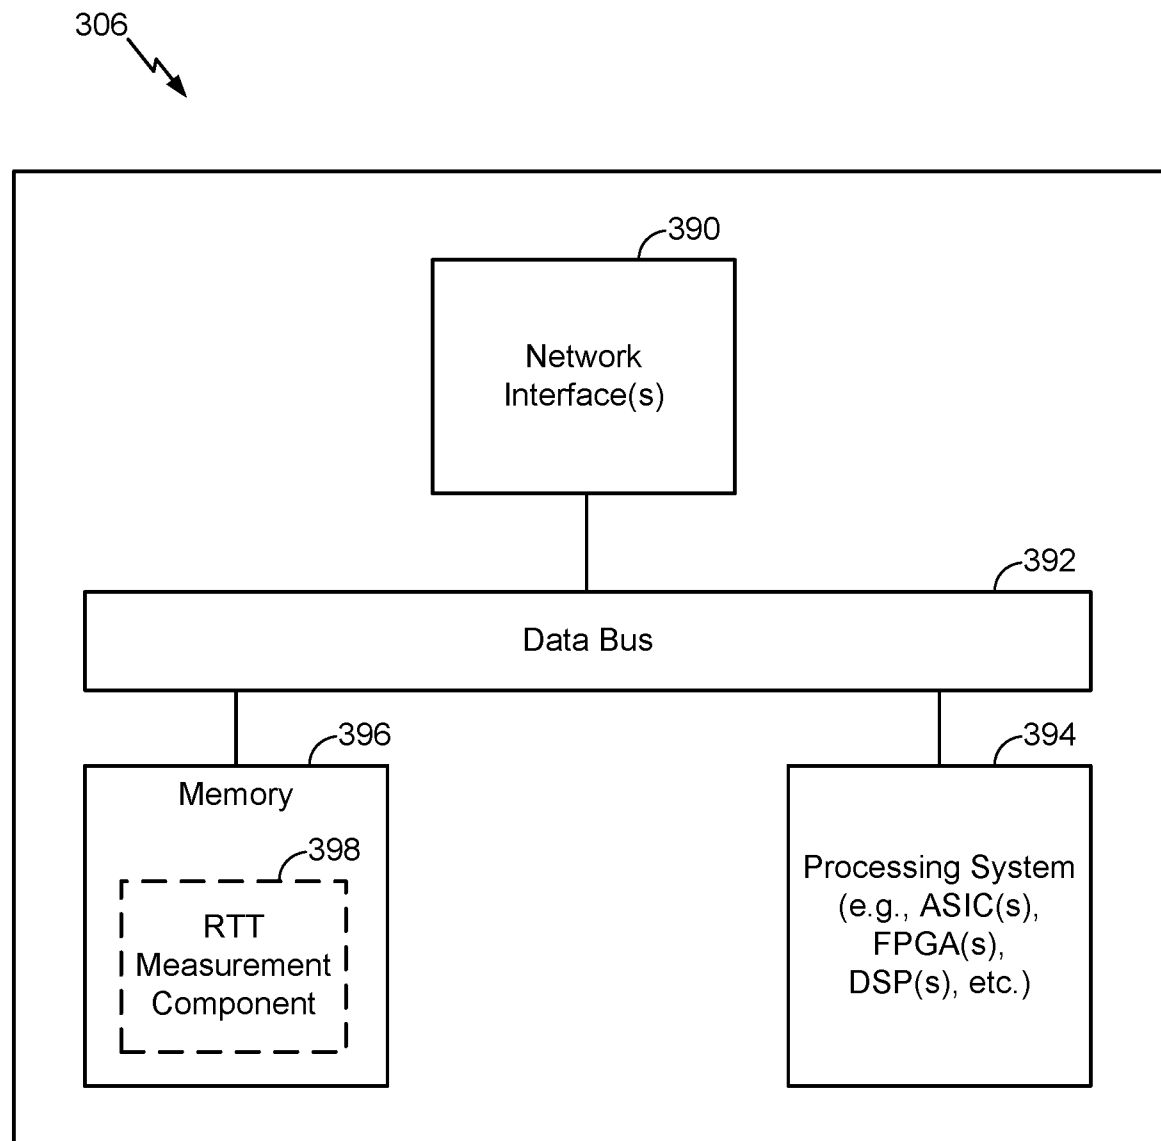 306
390
Network
Interface(s)
392
Data Bus
396
Memory
398
RTT
Measurement
Component
394
Processing System
(e.g., ASIC(s),
FPGA(s),
DSP(s), etc.)